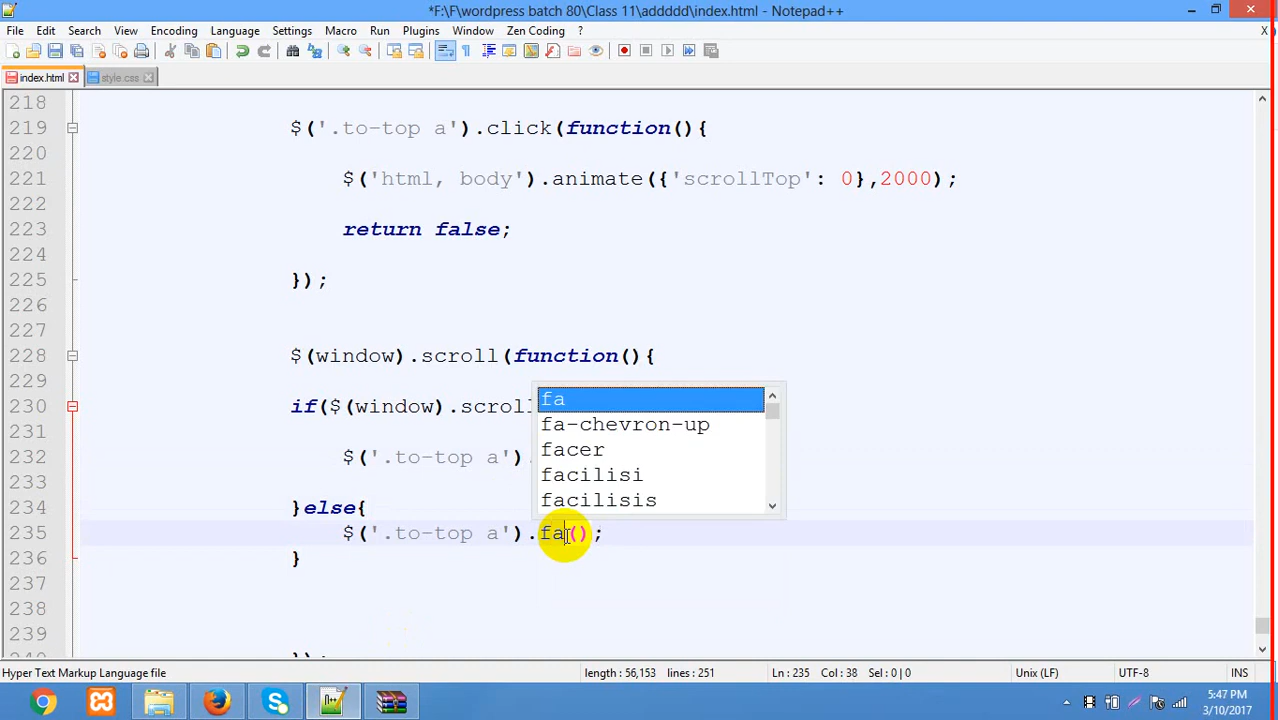 *F:\F\wordpress batch 80\Class 11\addddd\index.html - Notepad++
File Edit Search View Encoding Language Settings Macro Run Plugins Window Zen Coding ? X
index.html style.css
218
219 $('.to-top a').click(function(){
220
221 $('html, body').animate({'scrollTop': 0},2000);
222
223 return false;
224
225 });
226
227
228 $(window).scroll(function(){
229
230 if($(window).scroll
231
232 $('.to-top a').
233
234 }else{
235 $('.to-top a').fa();
236 }
237
238
239
240 });
fa
fa-chevron-up
facer
facilisi
facilisis
Hyper Text Markup Language file length : 56,153 lines : 251 Ln : 235 Col : 38 Sel : 0 | 0 Unix (LF) UTF-8 INS
5:47 PM
3/10/2017